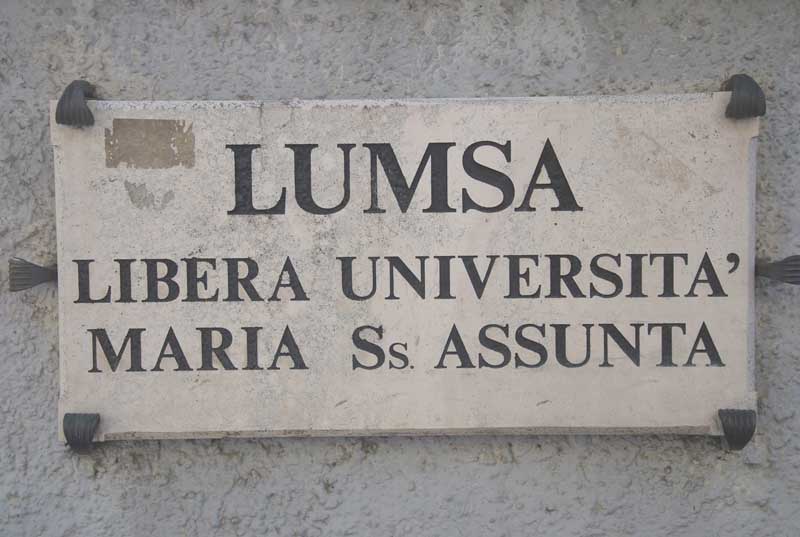 LUMSA
LIBERA UNIVERSITA'
MARIA Ss. ASSUNTA